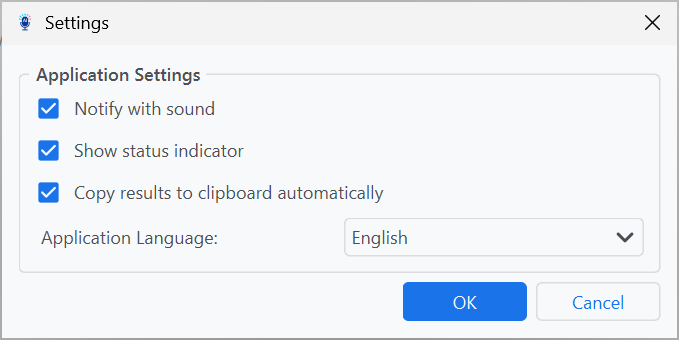 Settings
Application Settings
Notify with sound
Show status indicator
Copy results to clipboard automatically
Application Language: English
OK Cancel